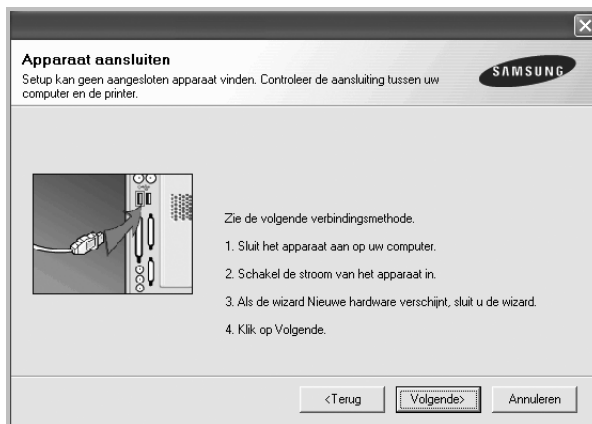 Apparaat aansluiten
Setup kan geen aangesloten apparaat vinden. Controleer de aansluiting tussen uw
computer en de printer.
SAMSUNG
Zie de volgende verbindingsmethode.
1. Sluit het apparaat aan op uw computer.
2. Schakel de stroom van het apparaat in.
3. Als de wizard Nieuwe hardware verschijnt, sluit u de wizard.
4. Klik op Volgende.
<Terug
Volgende>
Annuleren